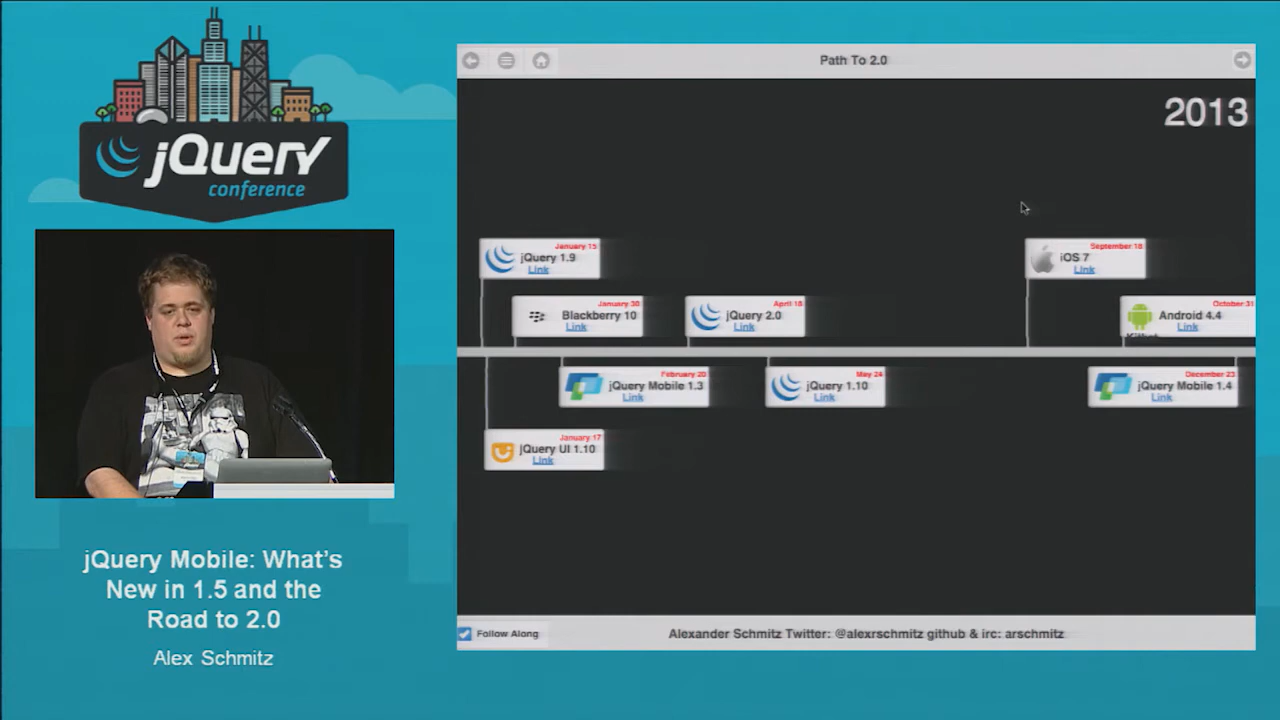 jQuery
conference
jQuery Mobile: What's
New in 1.5 and the
Road to 2.0
Alex Schmitz
Path To 2.0
2013
January 15
jQuery 1.9
Link
September 18
iOS 7
Link
January 30
Blackberry 10
Link
April 18
jQuery 2.0
Link
October 31
Android 4.4
Link
February 20
jQuery Mobile 1.3
Link
May 24
jQuery 1.10
Link
December 23
jQuery Mobile 1.4
Link
January 17
jQuery UI 1.10
Link
Follow Along
Alexander Schmitz Twitter: @alexrschmitz github & irc: arschmitz